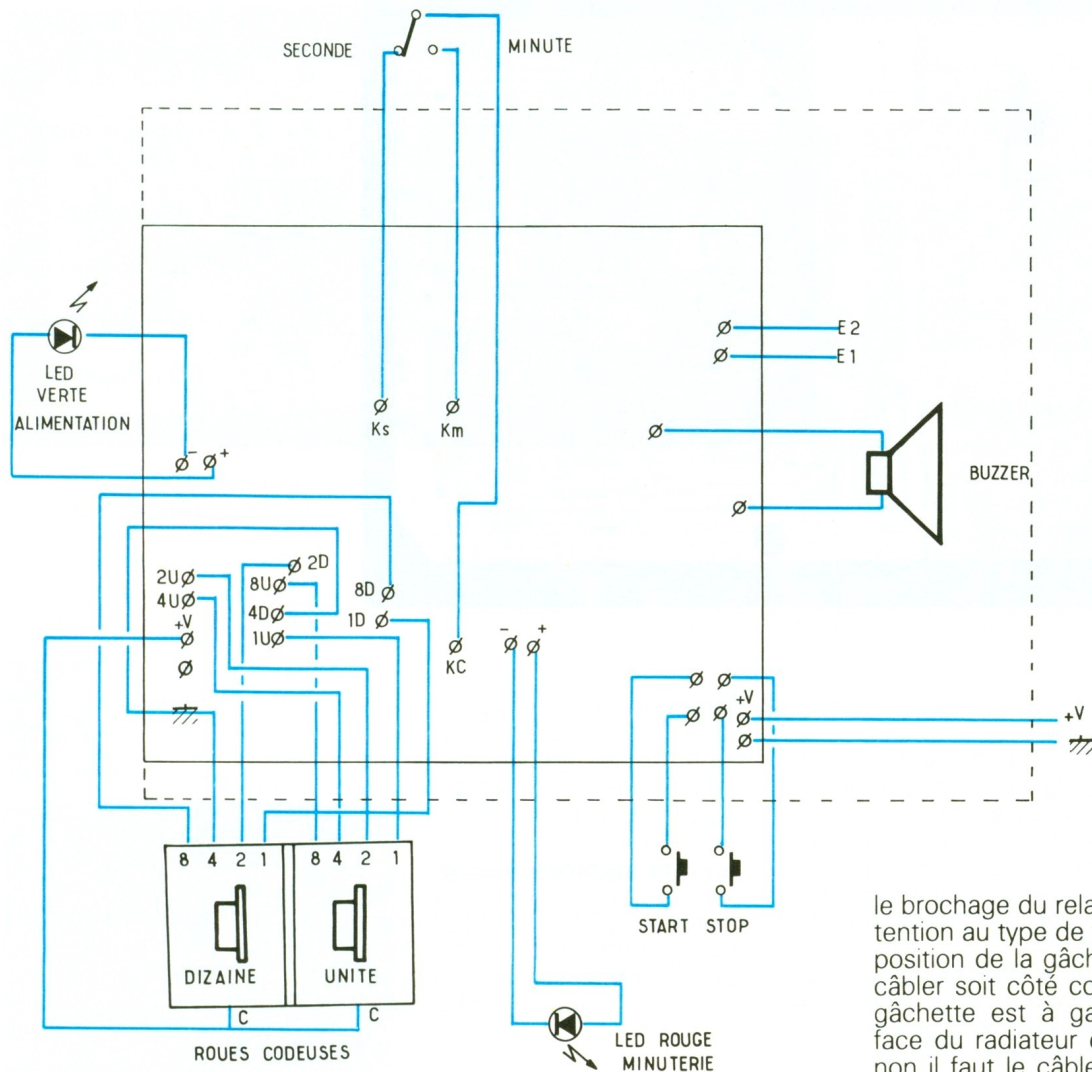 SECONDE
MINUTE
E2
E1
LED
VERTE
ALIMENTATION
Ks
Km
- +
BUZZER
2D
2U
8U
8D
4U
4D
1D
+V
1U
KC
- +
+V
+V
8 4 2 1
8 4 2 1
START STOP
DIZAINE
UNITE
C
C
ROUES CODEUSES
LED ROUGE
MINUTERIE
le brochage du rela
tention au type de
position de la gâch
câbler soit côté co
gâchette est à ga
face du radiateur
non il faut le câble